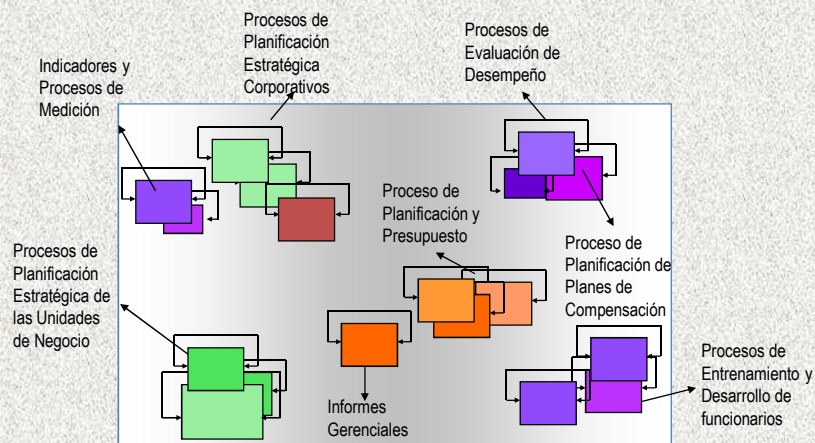 Procesos de
Planificación
Estratégica
Corporativos
Procesos de
Evaluación de
Desempeño
Indicadores y
Procesos de
Medición
Proceso de
Planificación y
Presupuesto
Proceso de
Planificación de
Planes de
Compensación
Procesos de
Planificación
Estratégica de
las Unidades
de Negocio
Informes
Gerenciales
Procesos de
Entrenamiento y
Desarrollo de
funcionarios